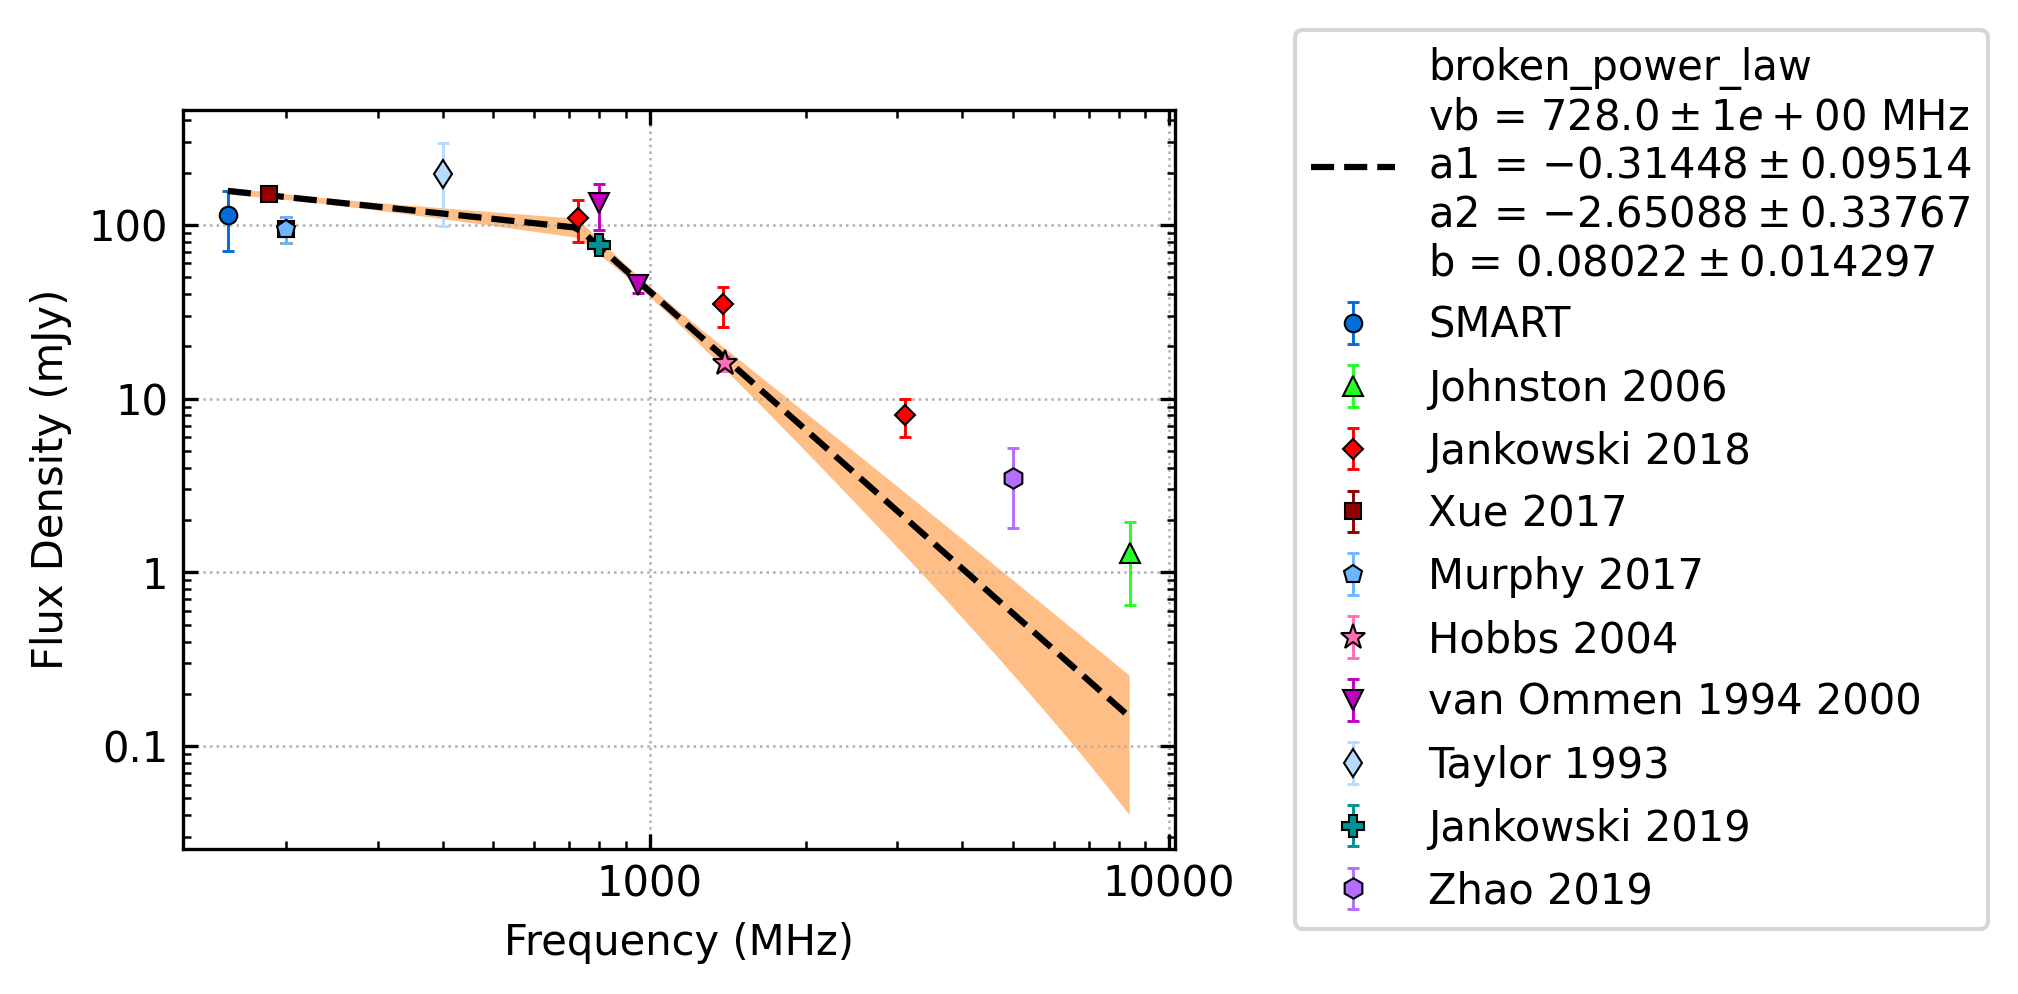 broken_power_law
vb = 728.0 ± 1e + 00 MHz
a1 = −0.31448 ± 0.09514
a2 = −2.65088 ± 0.33767
b = 0.08022 ± 0.014297
SMART
Johnston 2006
Jankowski 2018
Xue 2017
Murphy 2017
Hobbs 2004
van Ommen 1994 2000
Taylor 1993
Jankowski 2019
Zhao 2019
Flux Density (mJy)
100
10
1
0.1
1000
10000
Frequency (MHz)